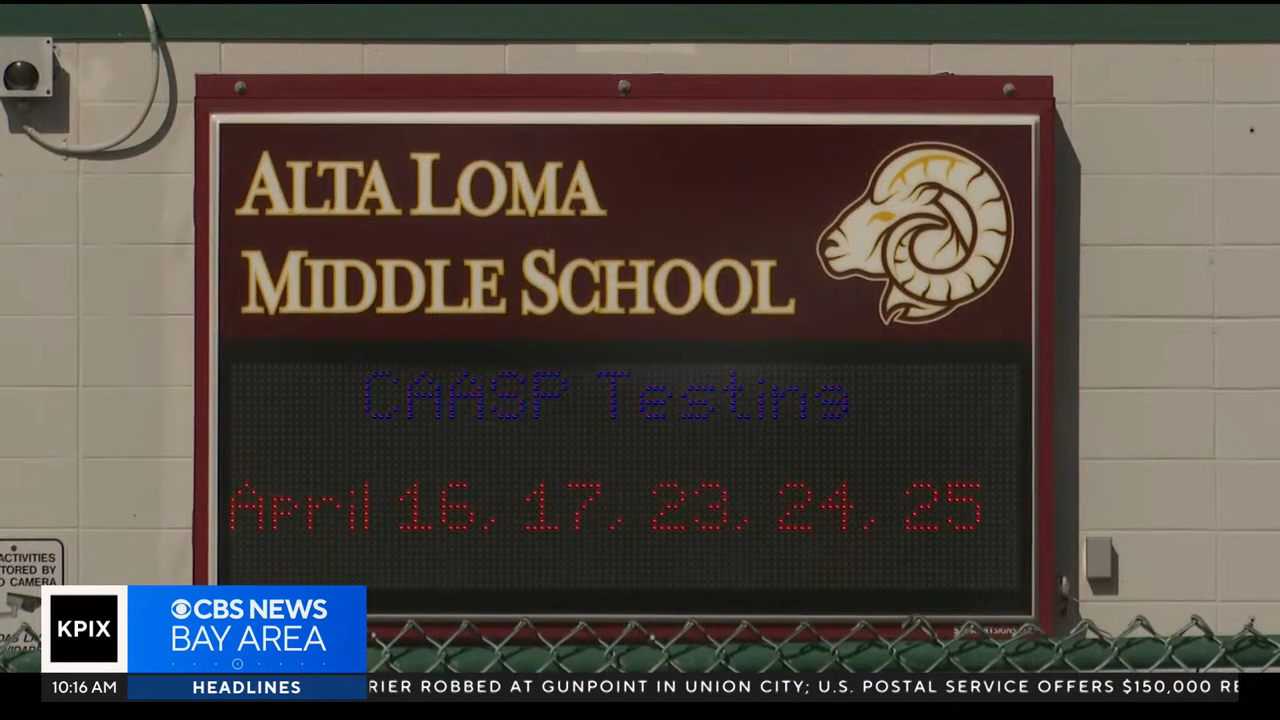 ALTA LOMA
MIDDLE SCHOOL
CAASP Testing
April 16, 17, 23, 24, 25
ACTIVITIES
TORED BY
O CAMERA
KPIX
CBS NEWS
BAY AREA
10:16 AM
HEADLINES
RIER ROBBED AT GUNPOINT IN UNION CITY; U.S. POSTAL SERVICE OFFERS $150,000 RE